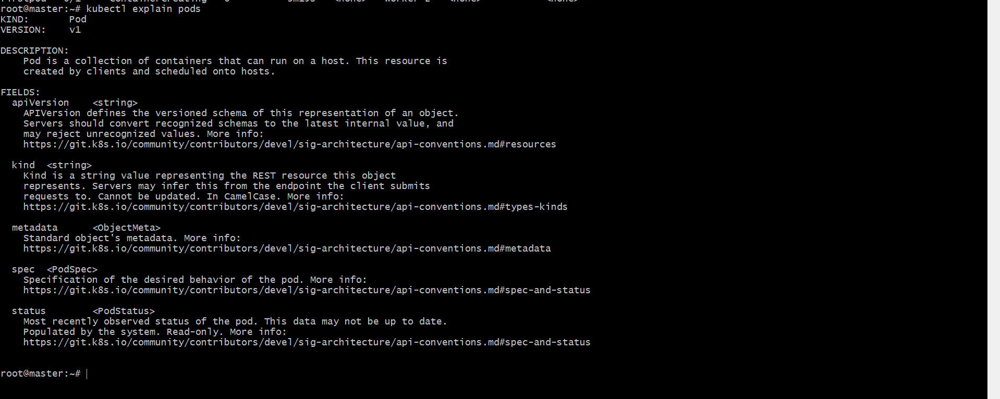 root@master:~# kubectl explain pods
KIND:       Pod
VERSION:    v1
DESCRIPTION:
Pod is a collection of containers that can run on a host. This resource is
created by clients and scheduled onto hosts.
FIELDS:
apiVersion    <string>
APIVersion defines the versioned schema of this representation of an object.
Servers should convert recognized schemas to the latest internal value, and
may reject unrecognized values. More info:
https://git.k8s.io/community/contributors/devel/sig-architecture/api-conventions.md#resources
kind  <string>
Kind is a string value representing the REST resource this object
represents. Servers may infer this from the endpoint the client submits
requests to. Cannot be updated. In CamelCase. More info:
https://git.k8s.io/community/contributors/devel/sig-architecture/api-conventions.md#types-kinds
metadata      <ObjectMeta>
Standard object's metadata. More info:
https://git.k8s.io/community/contributors/devel/sig-architecture/api-conventions.md#metadata
spec  <PodSpec>
Specification of the desired behavior of the pod. More info:
https://git.k8s.io/community/contributors/devel/sig-architecture/api-conventions.md#spec-and-status
status        <PodStatus>
Most recently observed status of the pod. This data may not be up to date.
Populated by the system. Read-only. More info:
https://git.k8s.io/community/contributors/devel/sig-architecture/api-conventions.md#spec-and-status
root@master:~#